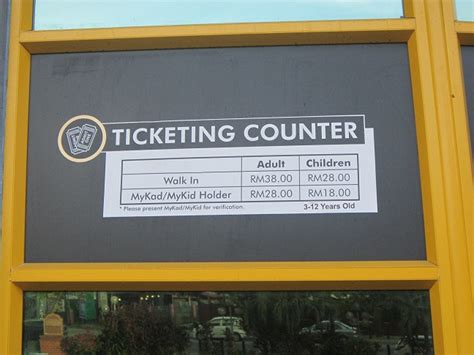 TICKETING COUNTER
Adult Children
Walk In RM38.00 RM28.00
MyKad/MyKid Holder RM28.00 RM18.00
* Please present MyKad/MyKid for verification. 3-12 Years Old